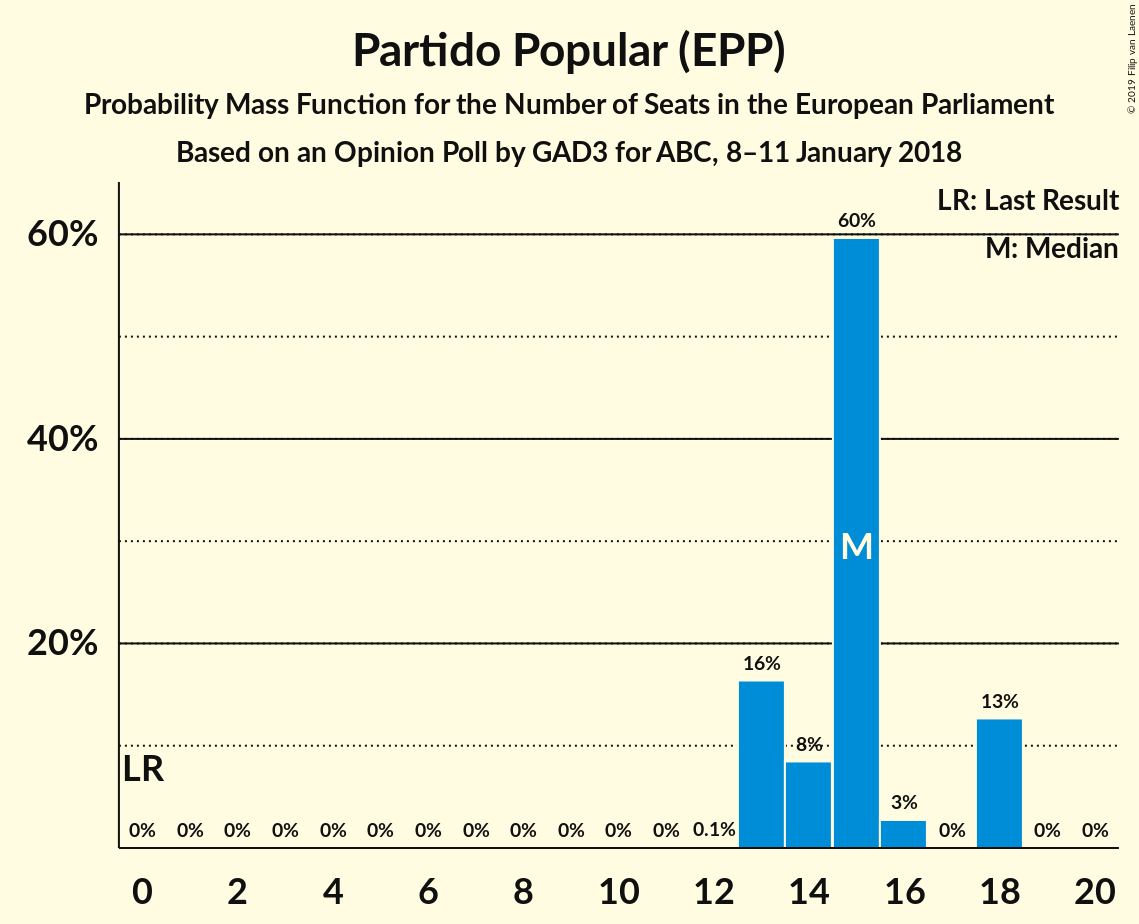 Partido Popular (EPP)
Probability Mass Function for the Number of Seats in the European Parliament
Based on an Opinion Poll by GAD3 for ABC, 8–11 January 2018
© 2019 Filip van Laenen
LR: Last Result
M: Median
60%
40%
20%
60%
M
16%
8%
3%
13%
LR
0% 0% 0% 0% 0% 0% 0% 0% 0% 0% 0% 0% 0.1% 0% 0% 0%
0 2 4 6 8 10 12 14 16 18 20